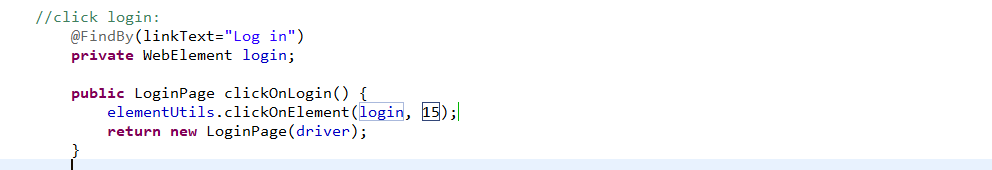 //click login:
@FindBy(linkText="Log in")
private WebElement login;
public LoginPage clickOnLogin() {
elementUtils.clickOnElement(login, 15);
return new LoginPage(driver);
}